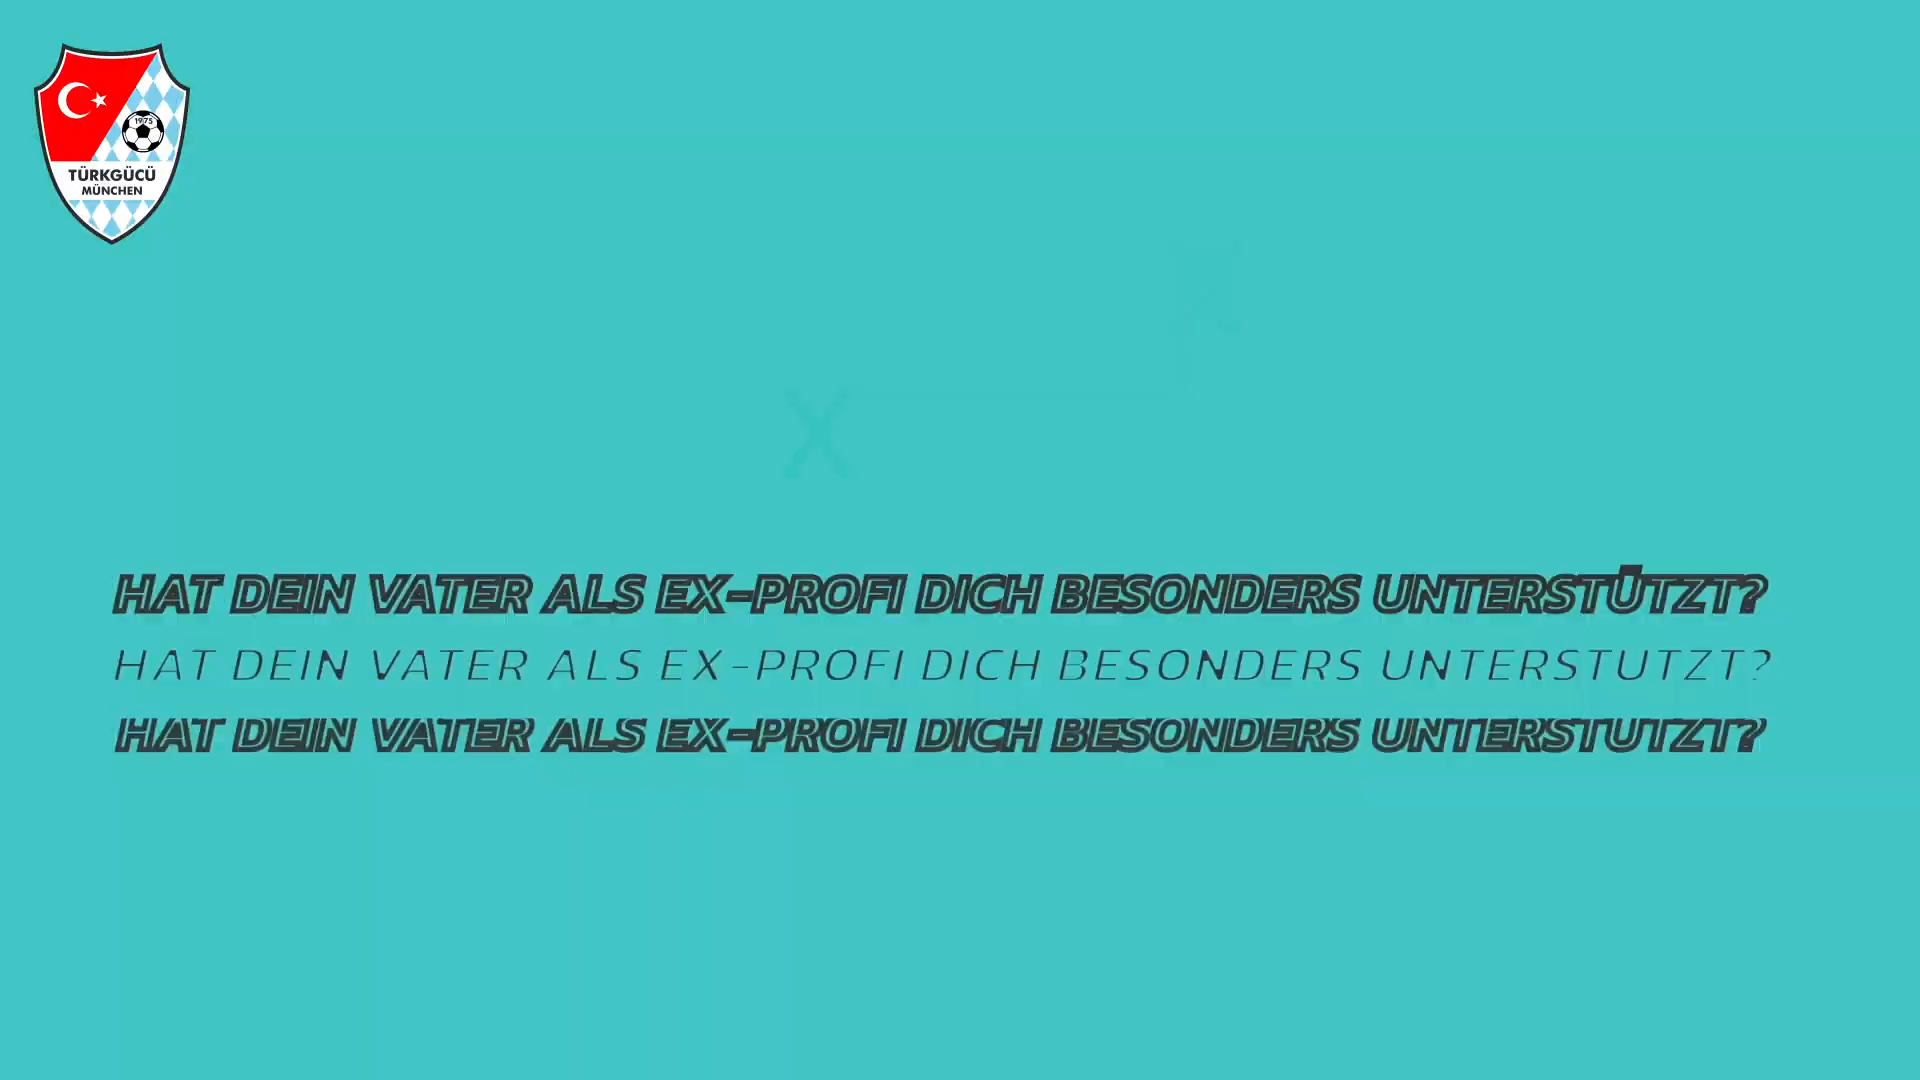 1975
TÜRKGÜCÜ
MÜNCHEN
X
HAT DEIN VATER ALS EX-PROFI DICH BESONDERS UNTERSTÜTZT?
HAT DEIN VATER ALS EX-PROFI DICH BESONDERS UNTERSTUTZT?
HAT DEIN VATER ALS EX-PROFI DICH BESONDERS UNTERSTUTZT?